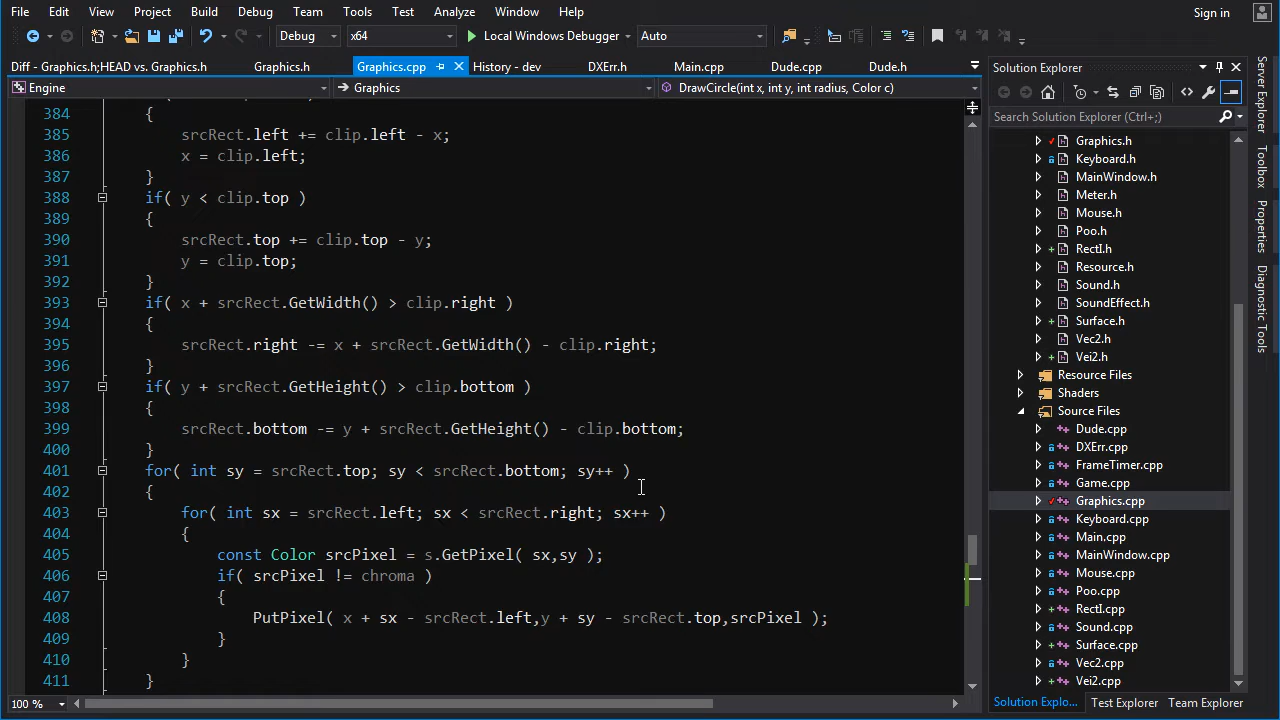 File Edit View Project Build Debug Team Tools Test Analyze Window Help Sign in
Debug x64 Local Windows Debugger Auto
Diff - Graphics.h;HEAD vs. Graphics.h Graphics.h Graphics.cpp History - dev DXErr.h Main.cpp Dude.cpp Dude.h
Engine Graphics DrawCircle(int x, int y, int radius, Color c)
384 {
385 srcRect.left += clip.left - x;
386 x = clip.left;
387 }
388 if( y < clip.top )
389 {
390 srcRect.top += clip.top - y;
391 y = clip.top;
392 }
393 if( x + srcRect.GetWidth() > clip.right )
394 {
395 srcRect.right -= x + srcRect.GetWidth() - clip.right;
396 }
397 if( y + srcRect.GetHeight() > clip.bottom )
398 {
399 srcRect.bottom -= y + srcRect.GetHeight() - clip.bottom;
400 }
401 for( int sy = srcRect.top; sy < srcRect.bottom; sy++ )
402 {
403 for( int sx = srcRect.left; sx < srcRect.right; sx++ )
404 {
405 const Color srcPixel = s.GetPixel( sx,sy );
406 if( srcPixel != chroma )
407 {
408 PutPixel( x + sx - srcRect.left,y + sy - srcRect.top,srcPixel );
409 }
410 }
411 }
100 %
Solution Explorer
Search Solution Explorer (Ctrl+;)
Graphics.h
Keyboard.h
MainWindow.h
Meter.h
Mouse.h
Poo.h
RectI.h
Resource.h
Sound.h
SoundEffect.h
Surface.h
Vec2.h
Vei2.h
Resource Files
Shaders
Source Files
Dude.cpp
DXErr.cpp
FrameTimer.cpp
Game.cpp
Graphics.cpp
Keyboard.cpp
Main.cpp
MainWindow.cpp
Mouse.cpp
Poo.cpp
RectI.cpp
Sound.cpp
Surface.cpp
Vec2.cpp
Vei2.cpp
Solution Explo... Test Explorer Team Explorer
Server Explorer
Toolbox
Properties
Diagnostic Tools